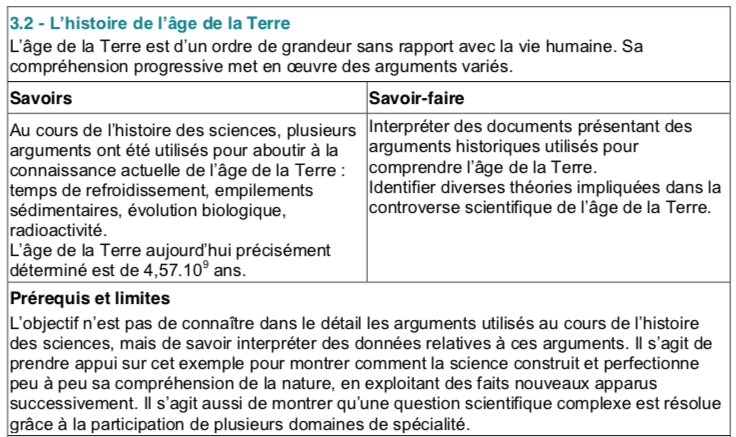 3.2 - L’histoire de l’âge de la Terre
L’âge de la Terre est d’un ordre de grandeur sans rapport avec la vie humaine. Sa
compréhension progressive met en œuvre des arguments variés.
Savoirs
Au cours de l’histoire des sciences, plusieurs
arguments ont été utilisés pour aboutir à la
connaissance actuelle de l’âge de la Terre :
temps de refroidissement, empilements
sédimentaires, évolution biologique,
radioactivité.
L’âge de la Terre aujourd’hui précisément
déterminé est de 4,57.10⁹ ans.
Savoir-faire
Interpréter des documents présentant des
arguments historiques utilisés pour
comprendre l’âge de la Terre.
Identifier diverses théories impliquées dans la
controverse scientifique de l’âge de la Terre.
Prérequis et limites
L’objectif n’est pas de connaître dans le détail les arguments utilisés au cours de l’histoire
des sciences, mais de savoir interpréter des données relatives à ces arguments. Il s’agit de
prendre appui sur cet exemple pour montrer comment la science construit et perfectionne
peu à peu sa compréhension de la nature, en exploitant des faits nouveaux apparus
successivement. Il s’agit aussi de montrer qu’une question scientifique complexe est résolue
grâce à la participation de plusieurs domaines de spécialité.